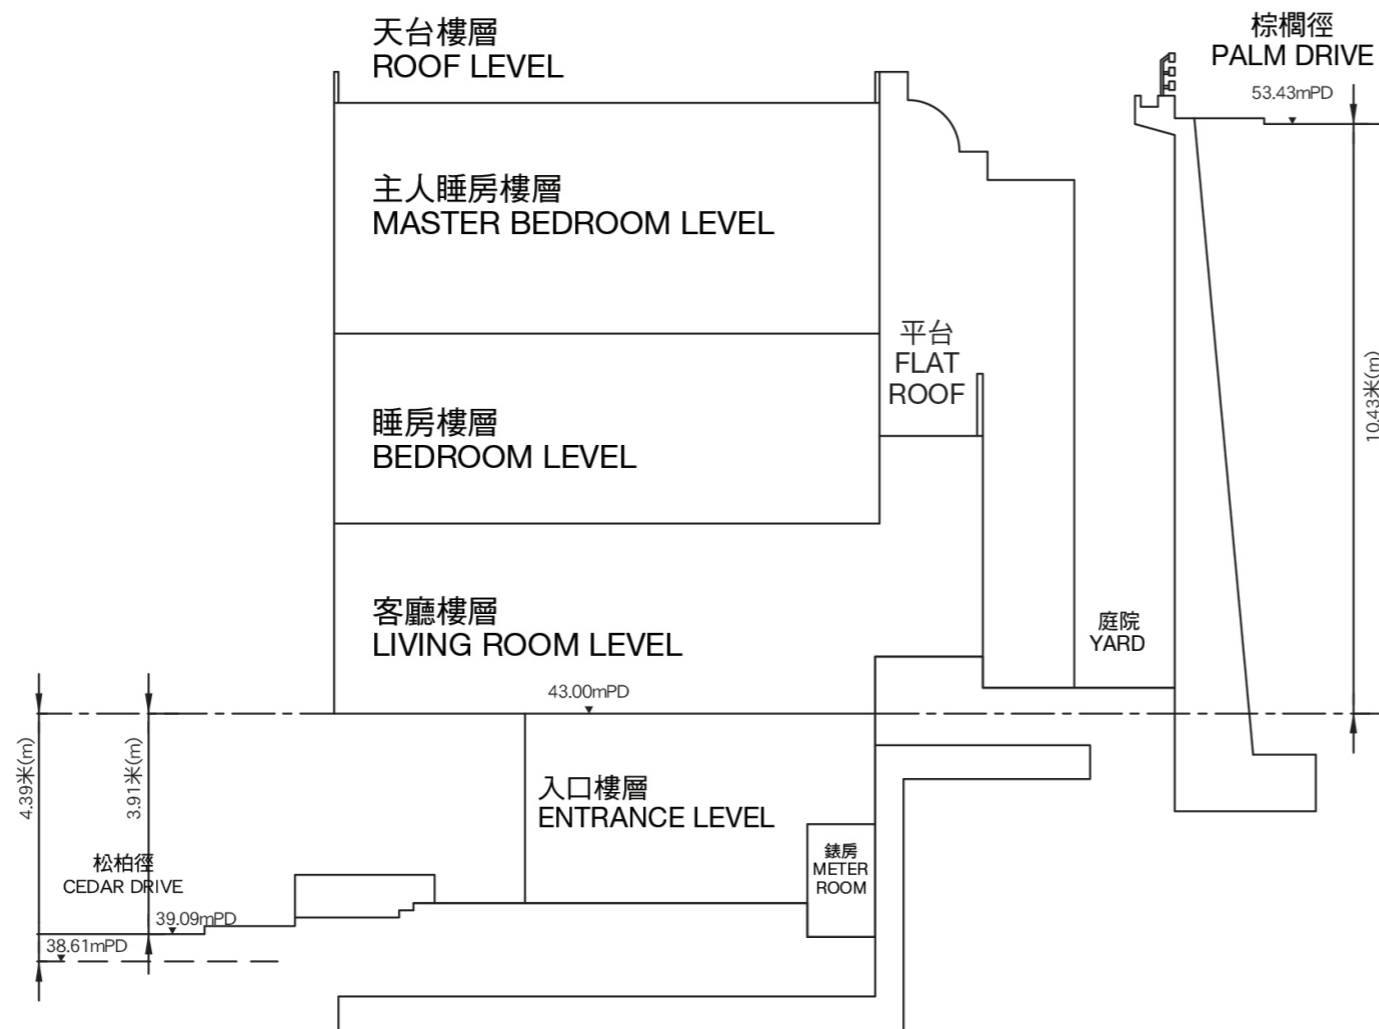 天台樓層
ROOF LEVEL
棕櫚徑
PALM DRIVE
53.43mPD
主人睡房樓層
MASTER BEDROOM LEVEL
平台
FLAT
ROOF
10.43米(m)
睡房樓層
BEDROOM LEVEL
客廳樓層
LIVING ROOM LEVEL
庭院
YARD
43.00mPD
4.39米(m)
3.91米(m)
入口樓層
ENTRANCE LEVEL
錶房
METER
ROOM
松柏徑
CEDAR DRIVE
39.09mPD
38.61mPD